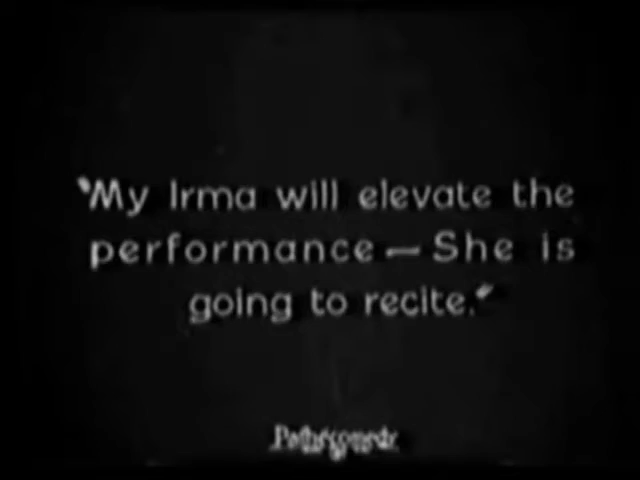 "My Irma will elevate the
performance — She is
going to recite."
Pathécomedy